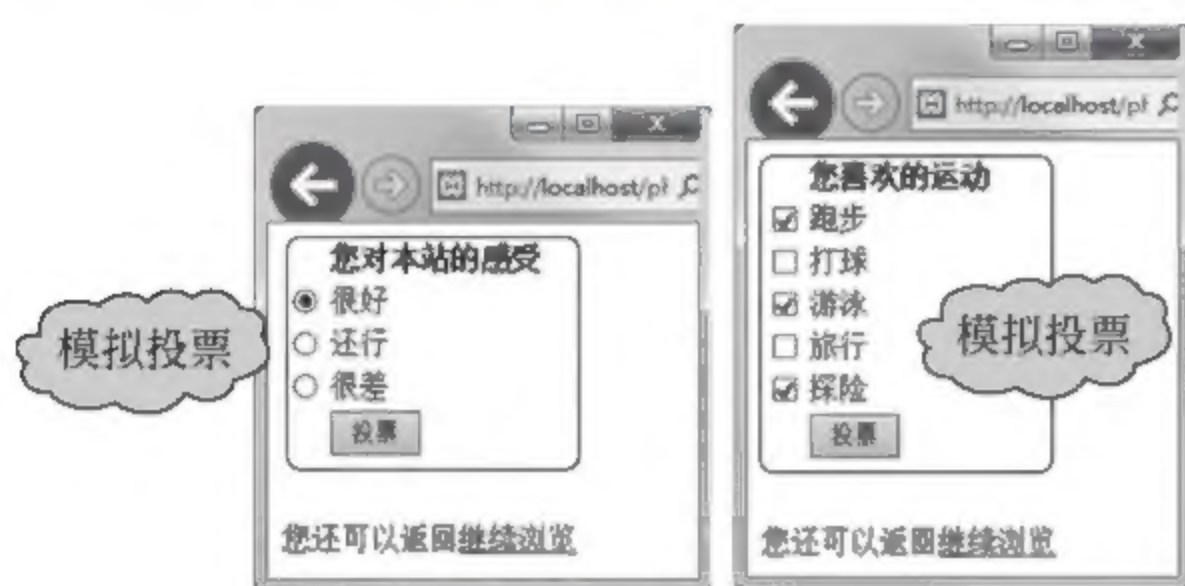 http://localhost/pl
您对本站的感受
很好
还行
很差
投票
您还可以返回继续浏览
模拟投票
http://localhost/pl
您喜欢的运动
跑步
打球
游泳
旅行
探险
投票
您还可以返回继续浏览
模拟投票